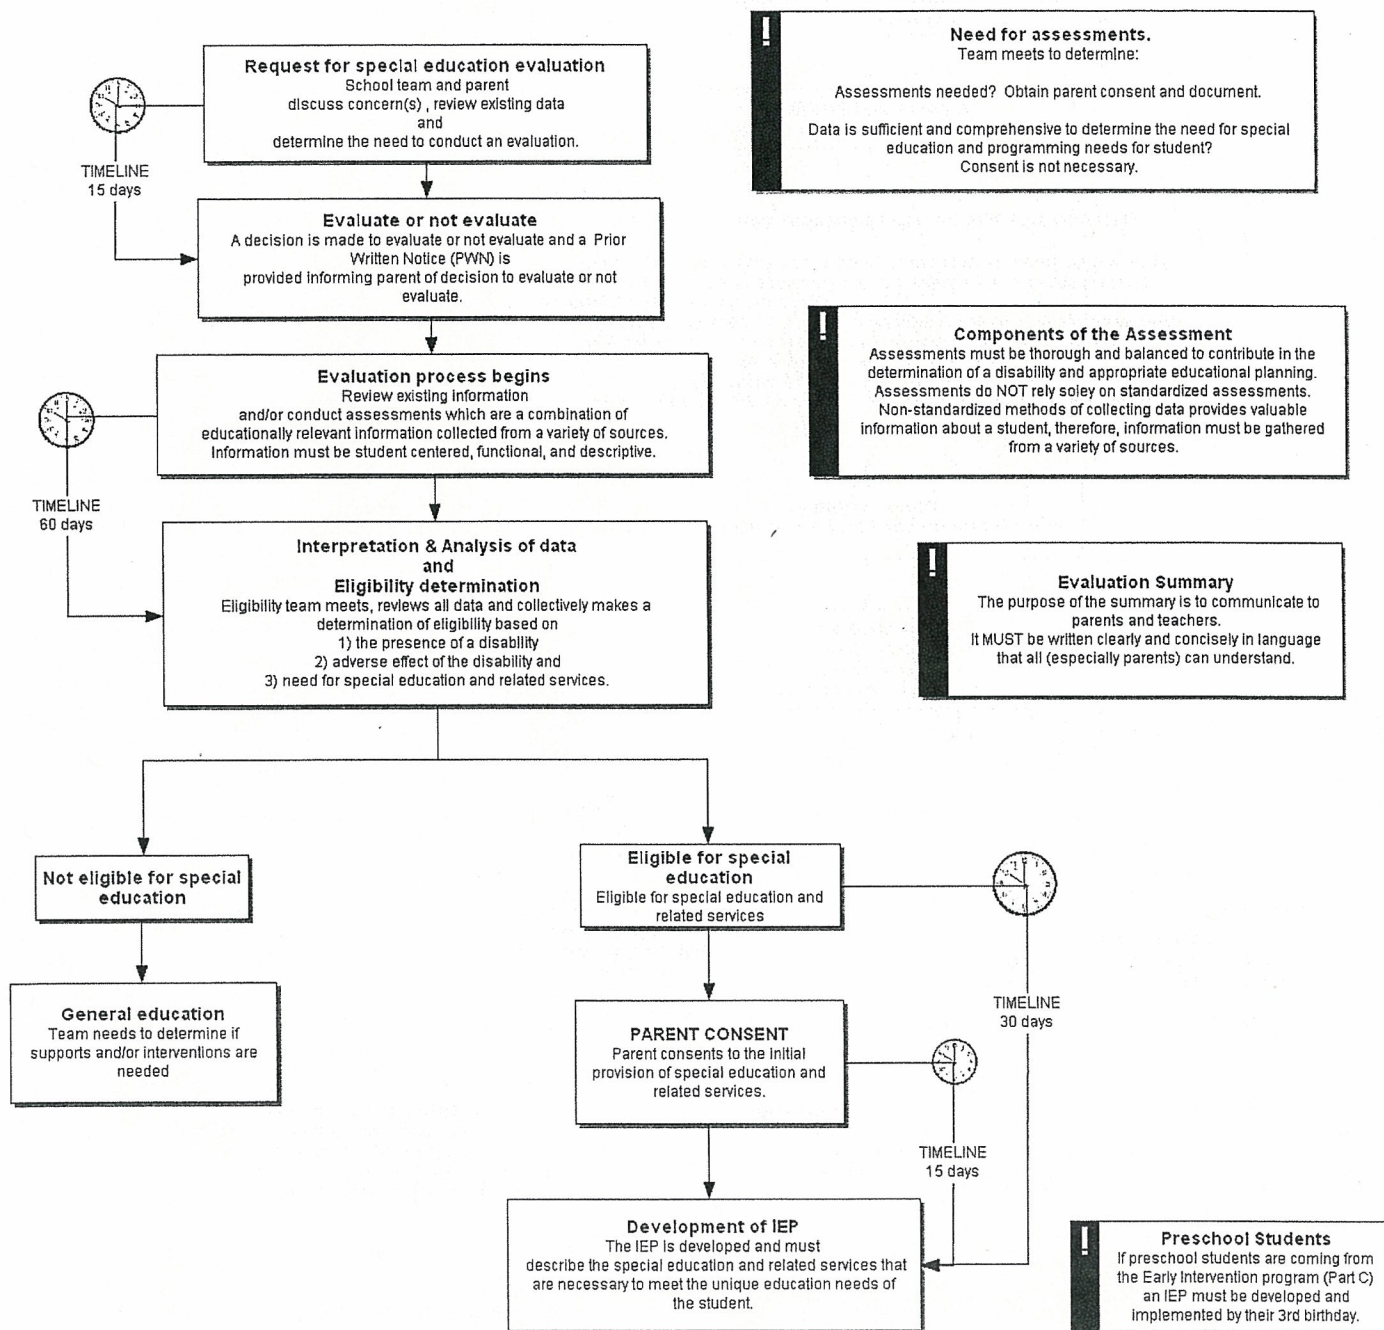 Request for special education evaluation
School team and parent
discuss concern(s) , review existing data
and
determine the need to conduct an evaluation.
TIMELINE
15 days
Evaluate or not evaluate
A decision is made to evaluate or not evaluate and a Prior
Written Notice (PWN) is
provided informing parent of decision to evaluate or not
evaluate.
Evaluation process begins
Review existing information
and/or conduct assessments which are a combination of
educationally relevant information collected from a variety of sources.
Information must be student centered, functional, and descriptive.
TIMELINE
60 days
Interpretation & Analysis of data
and
Eligibility determination
Eligibility team meets, reviews all data and collectively makes a
determination of eligibility based on
1) the presence of a disability
2) adverse effect of the disability and
3) need for special education and related services.
Not eligible for special
education
General education
Team needs to determine if
supports and/or interventions are
needed
Eligible for special
education
Eligible for special education and
related services
TIMELINE
30 days
PARENT CONSENT
Parent consents to the initial
provision of special education and
related services.
TIMELINE
15 days
Development of IEP
The IEP is developed and must
describe the special education and related services that
are necessary to meet the unique education needs of
the student.
!
Need for assessments.
Team meets to determine:
Assessments needed? Obtain parent consent and document.
Data is sufficient and comprehensive to determine the need for special
education and programming needs for student?
Consent is not necessary.
!
Components of the Assessment
Assessments must be thorough and balanced to contribute in the
determination of a disability and appropriate educational planning.
Assessments do NOT rely soley on standardized assessments.
Non-standardized methods of collecting data provides valuable
information about a student, therefore, information must be gathered
from a variety of sources.
!
Evaluation Summary
The purpose of the summary is to communicate to
parents and teachers.
It MUST be written clearly and concisely in language
that all (especially parents) can understand.
!
Preschool Students
If preschool students are coming from
the Early Intervention program (Part C)
an IEP must be developed and
implemented by their 3rd birthday.